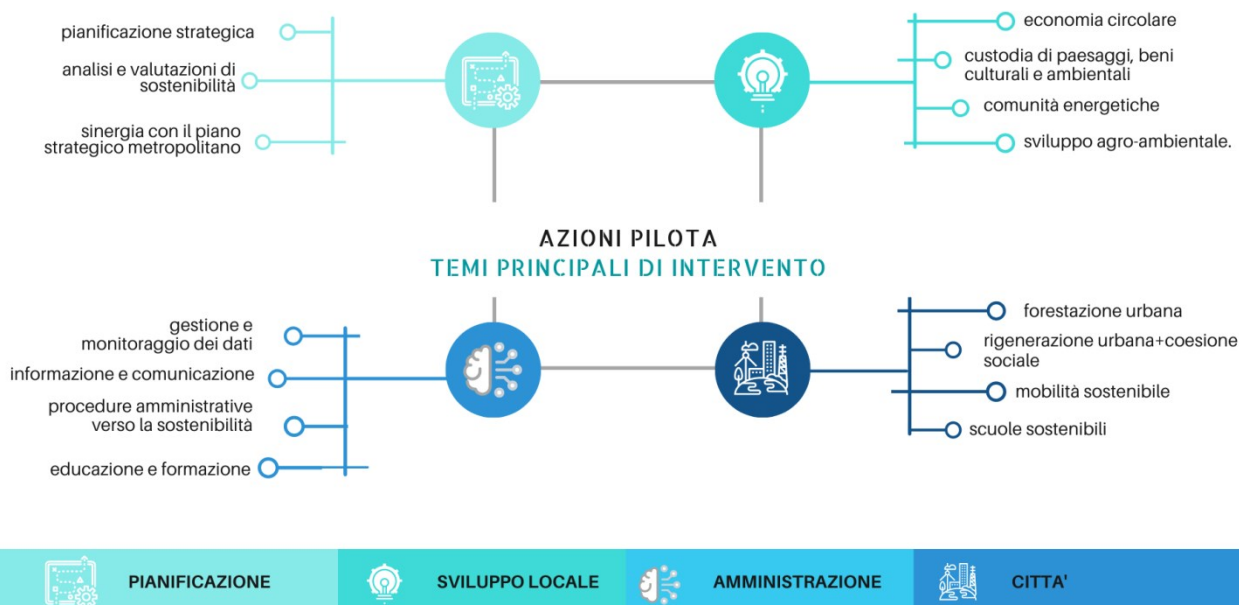 pianificazione strategica
analisi e valutazioni di
sostenibilità
sinergia con il piano
strategico metropolitano
economia circolare
custodia di paesaggi, beni
culturali e ambientali
comunità energetiche
sviluppo agro-ambientale.
AZIONI PILOTA
TEMI PRINCIPALI DI INTERVENTO
gestione e
monitoraggio dei dati
informazione e comunicazione
procedure amministrative
verso la sostenibilità
educazione e formazione
forestazione urbana
rigenerazione urbana+coesione
sociale
mobilità sostenibile
scuole sostenibili
PIANIFICAZIONE
SVILUPPO LOCALE
AMMINISTRAZIONE
CITTA'